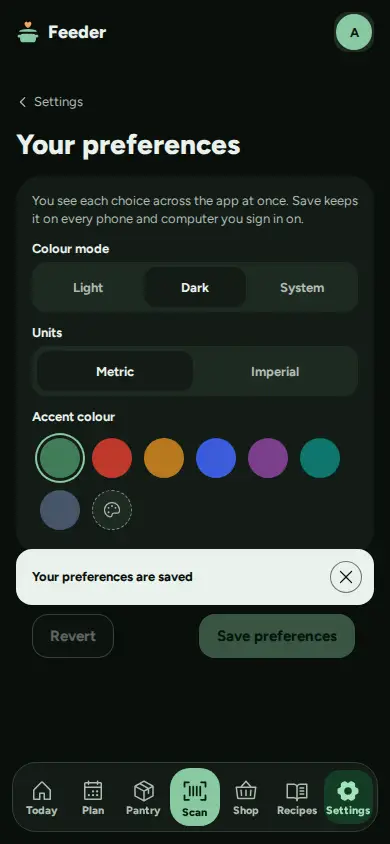 Feeder
A
Settings
Your preferences
You see each choice across the app at once. Save keeps
it on every phone and computer you sign in on.
Colour mode
Light
Dark
System
Units
Metric
Imperial
Accent colour
Your preferences are saved
Revert
Save preferences
Today
Plan
Pantry
Scan
Shop
Recipes
Settings